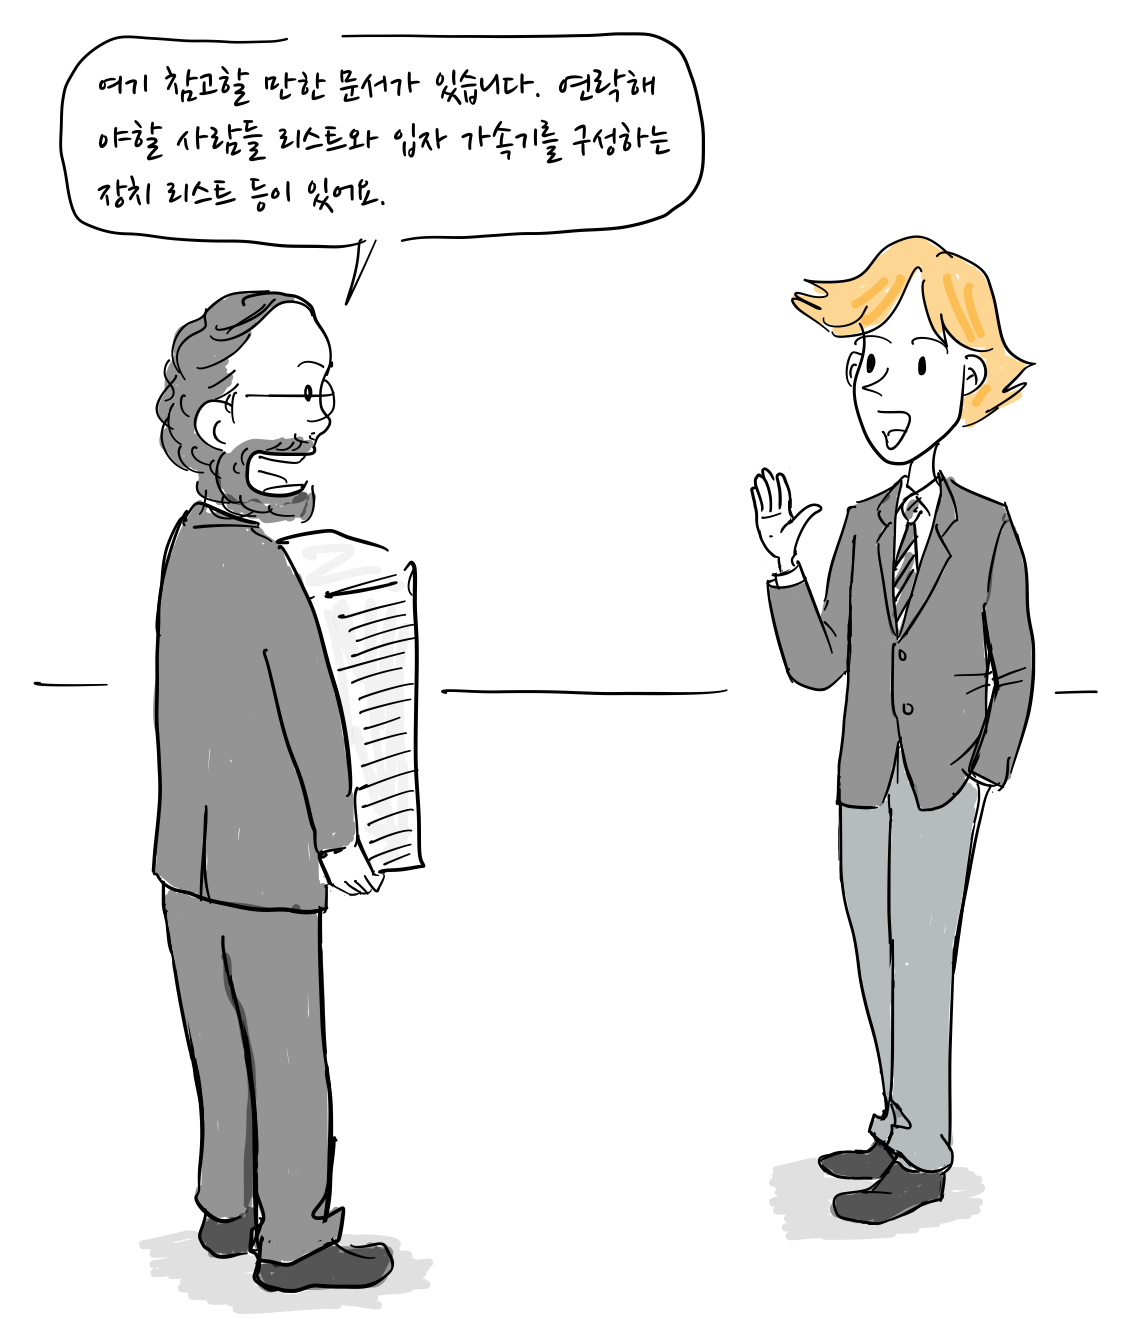 여기 참고할 만한 문서가 있습니다. 연락해
야할 사람들 리스트와 입자 가속기를 구성하는
장치 리스트 등이 있어요.